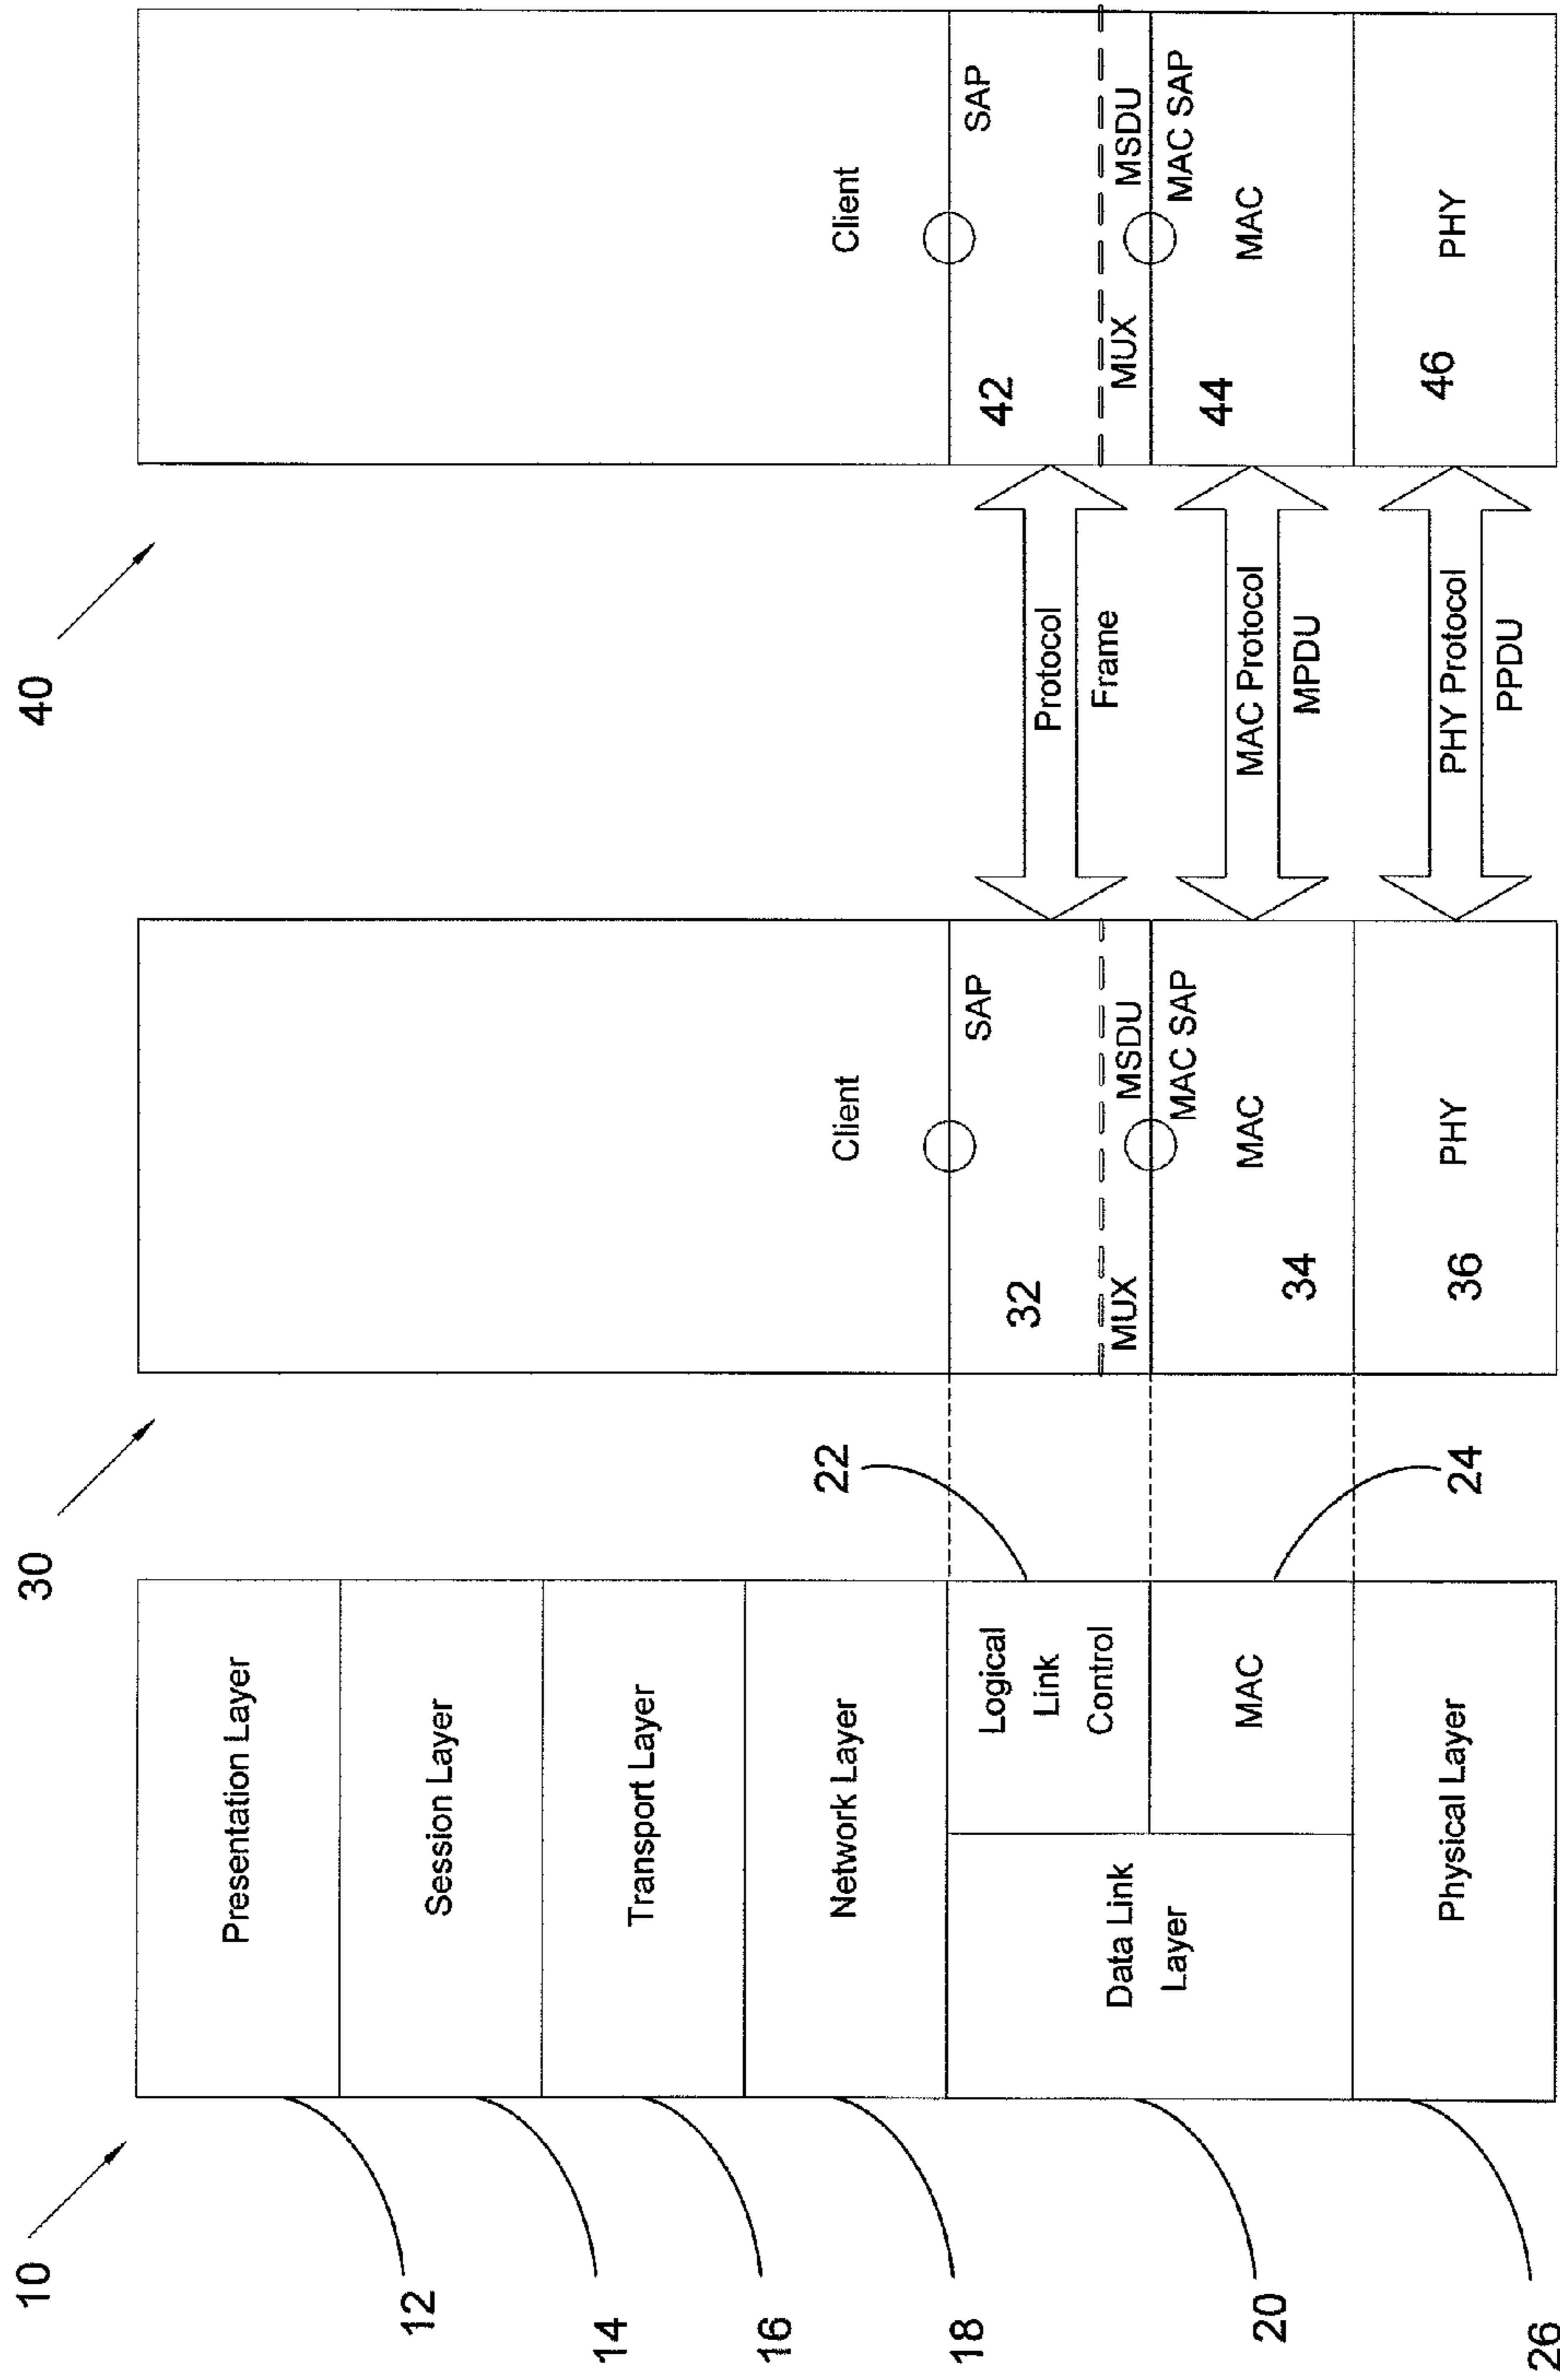 10
30
40
12
14
16
18
20
26
Presentation Layer
Session Layer
Transport Layer
Network Layer
Data Link
Layer
Logical
Link
Control
MAC
Physical Layer
22
24
Client
SAP
32
MUX
MSDU
MAC SAP
MAC
34
PHY
36
Protocol
Frame
MAC Protocol
MPDU
PHY Protocol
PPDU
Client
SAP
42
MUX
MSDU
MAC SAP
MAC
44
PHY
46